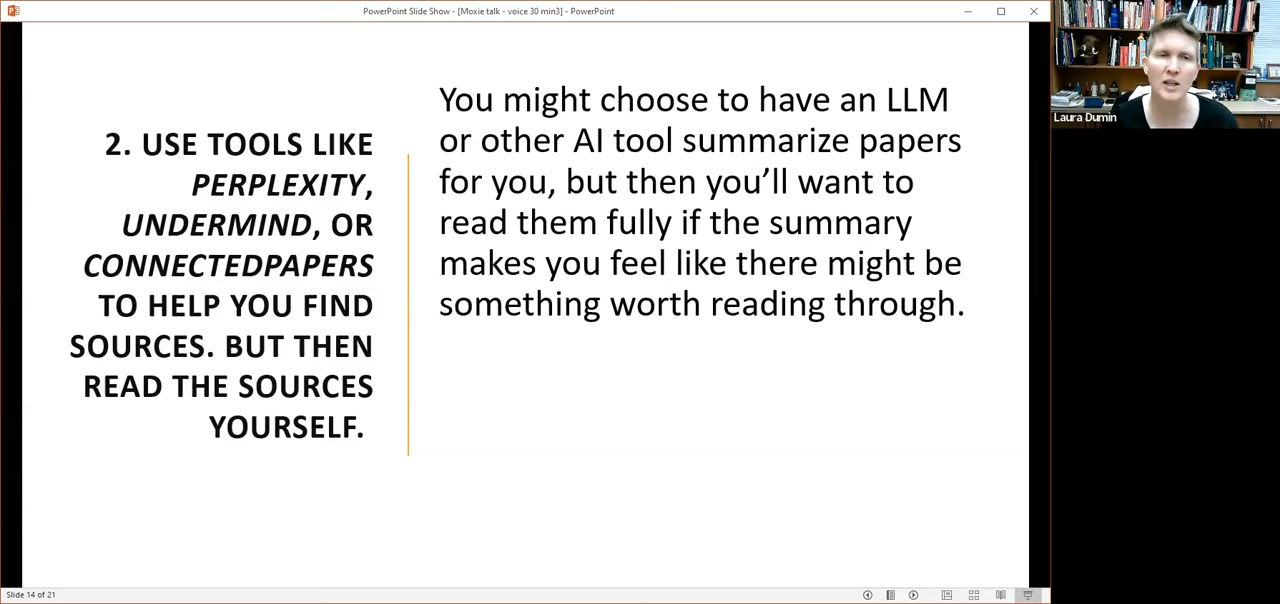 PowerPoint Slide Show - [Moxie talk - voice 30 min3] - PowerPoint
Laura Dumin
2. USE TOOLS LIKE
PERPLEXITY,
UNDERMIND, OR
CONNECTEDPAPERS
TO HELP YOU FIND
SOURCES. BUT THEN
READ THE SOURCES
YOURSELF.
You might choose to have an LLM
or other AI tool summarize papers
for you, but then you’ll want to
read them fully if the summary
makes you feel like there might be
something worth reading through.
Slide 14 of 21